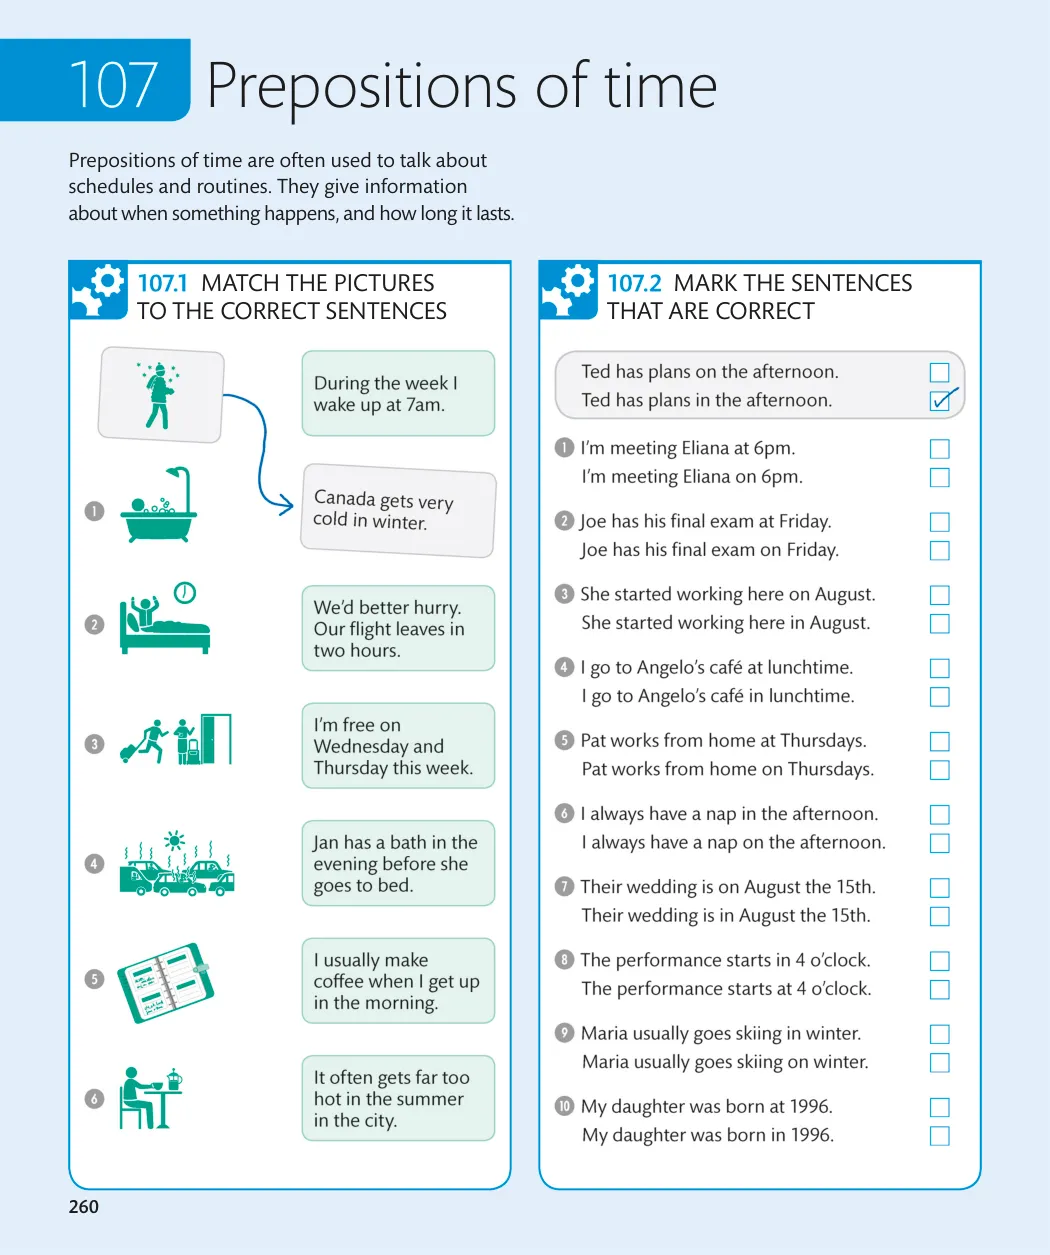 107 Prepositions of time
Prepositions of time are often used to talk about
schedules and routines. They give information
about when something happens, and how long it lasts.
107.1 MATCH THE PICTURES
TO THE CORRECT SENTENCES
During the week I
wake up at 7am.
Canada gets very
cold in winter.
1
We'd better hurry.
Our flight leaves in
two hours.
2
I'm free on
Wednesday and
Thursday this week.
3
Jan has a bath in the
evening before she
goes to bed.
4
I usually make
coffee when I get up
in the morning.
5
It often gets far too
hot in the summer
in the city.
6
107.2 MARK THE SENTENCES
THAT ARE CORRECT
Ted has plans on the afternoon.
Ted has plans in the afternoon.
1 I'm meeting Eliana at 6pm.
I'm meeting Eliana on 6pm.
2 Joe has his final exam at Friday.
Joe has his final exam on Friday.
3 She started working here on August.
She started working here in August.
4 I go to Angelo's café at lunchtime.
I go to Angelo's café in lunchtime.
5 Pat works from home at Thursdays.
Pat works from home on Thursdays.
6 I always have a nap in the afternoon.
I always have a nap on the afternoon.
7 Their wedding is on August the 15th.
Their wedding is in August the 15th.
8 The performance starts in 4 o'clock.
The performance starts at 4 o'clock.
9 Maria usually goes skiing in winter.
Maria usually goes skiing on winter.
10 My daughter was born at 1996.
My daughter was born in 1996.
260